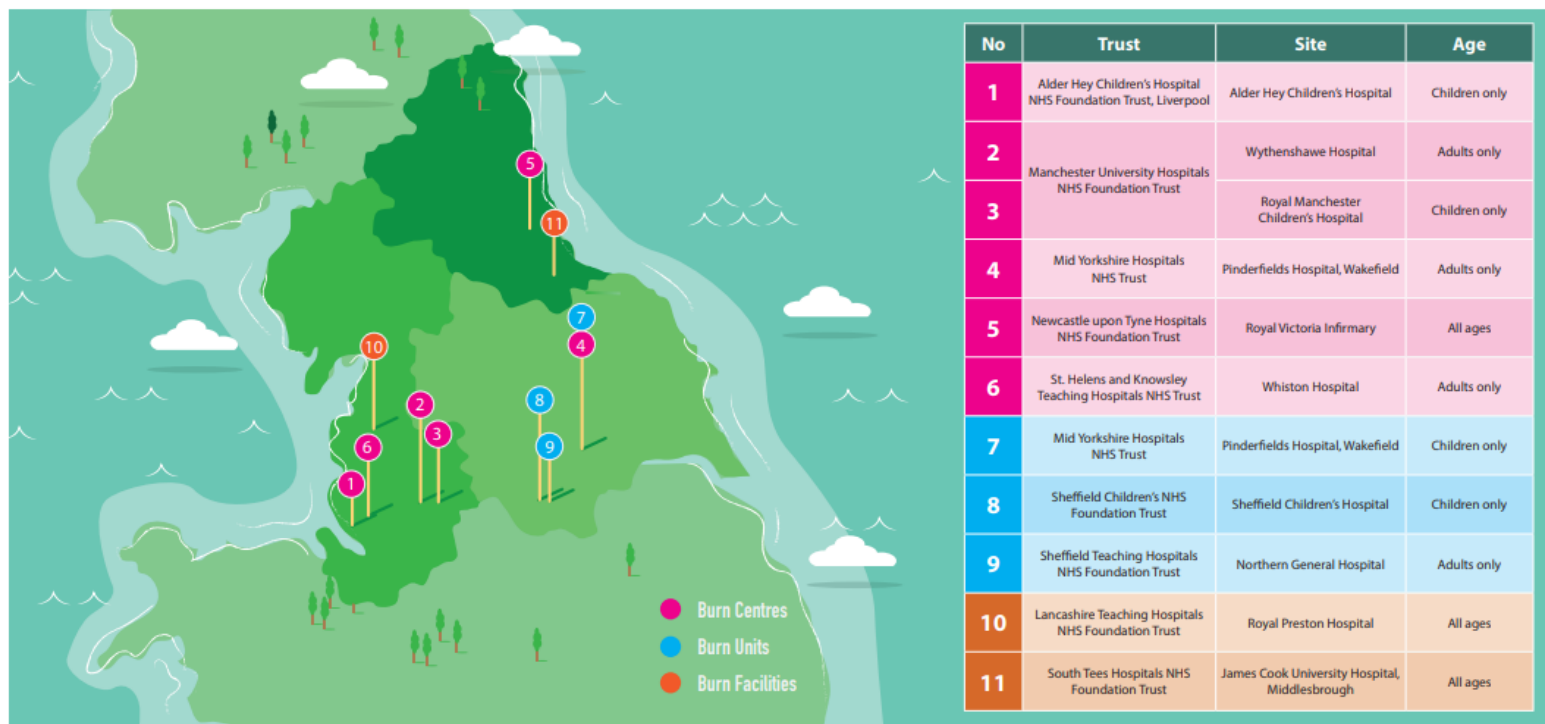 5
11
7
10
4
8
2
3
9
6
1
Burn Centres
Burn Units
Burn Facilities
No Trust Site Age
1 Alder Hey Children's Hospital
NHS Foundation Trust, Liverpool Alder Hey Children's Hospital Children only
2 Wythenshawe Hospital Adults only
Manchester University Hospitals
NHS Foundation Trust
3 Royal Manchester
Children's Hospital Children only
4 Mid Yorkshire Hospitals
NHS Trust Pinderfields Hospital, Wakefield Adults only
5 Newcastle upon Tyne Hospitals
NHS Foundation Trust Royal Victoria Infirmary All ages
6 St. Helens and Knowsley
Teaching Hospitals NHS Trust Whiston Hospital Adults only
7 Mid Yorkshire Hospitals
NHS Trust Pinderfields Hospital, Wakefield Children only
8 Sheffield Children's NHS
Foundation Trust Sheffield Children's Hospital Children only
9 Sheffield Teaching Hospitals
NHS Foundation Trust Northern General Hospital Adults only
10 Lancashire Teaching Hospitals
NHS Foundation Trust Royal Preston Hospital All ages
11 South Tees Hospitals NHS
Foundation Trust James Cook University Hospital,
Middlesbrough All ages